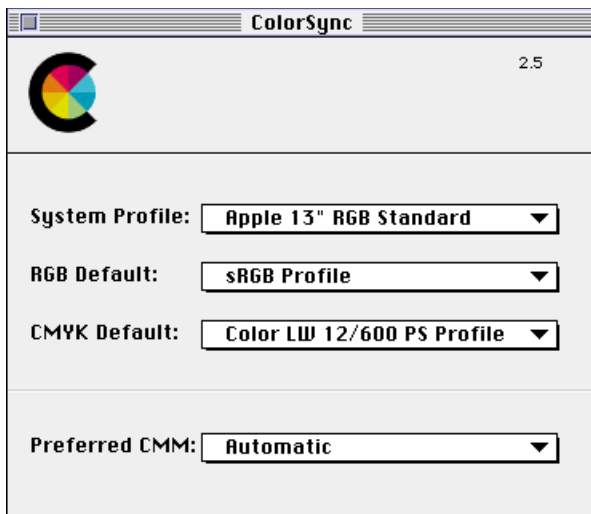 ColorSync
2.5
System Profile: Apple 13" RGB Standard
RGB Default: sRGB Profile
CMYK Default: Color LW 12/600 PS Profile
Preferred CMM: Automatic